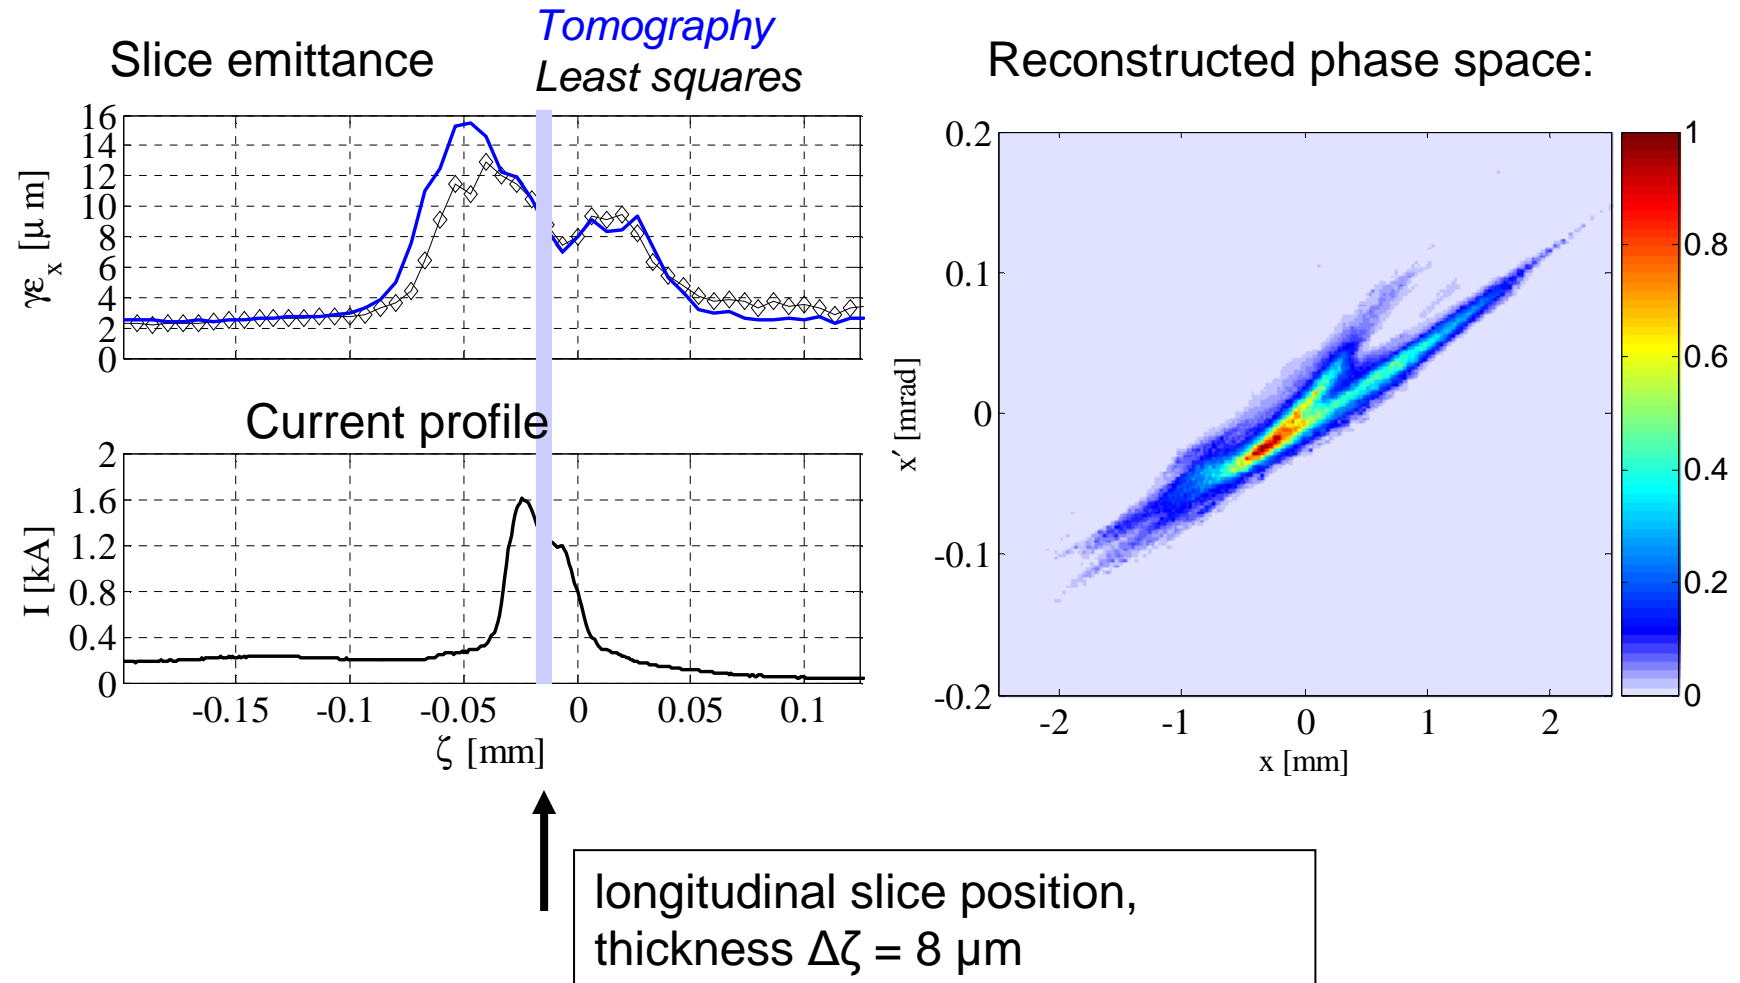 Tomography
Least squares
Slice emittance
Reconstructed phase space:
16
14
12
10
8
6
4
2
0
γε x [μ m]
Current profile
2
1.6
1.2
0.8
0.4
0
I [kA]
-0.15 -0.1 -0.05 0 0.05 0.1
ζ [mm]
0.2
0.1
0
-0.1
-0.2
x′ [mrad]
-2 -1 0 1 2
x [mm]
1
0.8
0.6
0.4
0.2
0
longitudinal slice position,
thickness Δζ = 8 µm